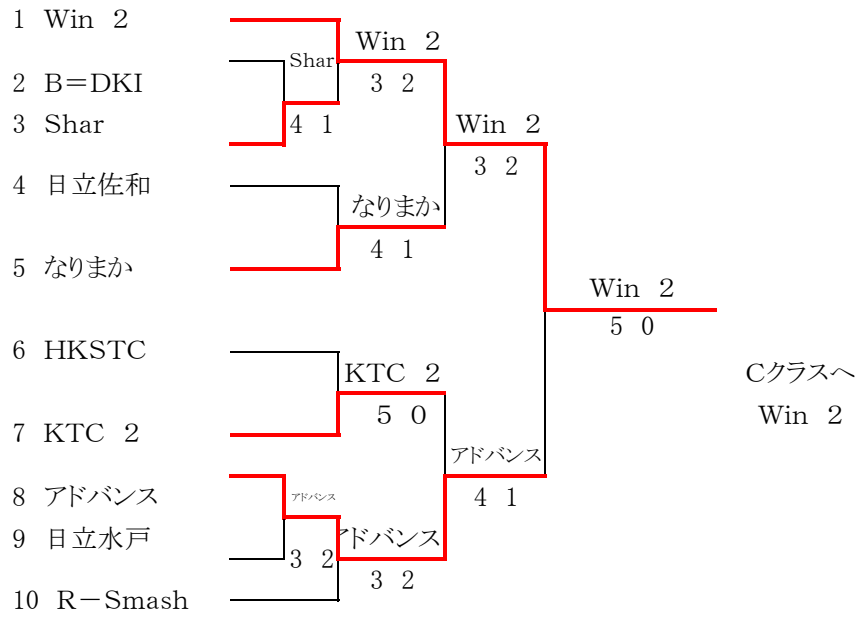 1 Win 2
Win 2
Shar
2 B=DKI
3 2
3 Shar
4 1
Win 2
3 2
4 日立佐和
なりまか
4 1
5 なりまか
Win 2
5 0
6 HKSTC
KTC 2
Cクラスへ
5 0
Win 2
7 KTC 2
アドバンス
8 アドバンス
アドバンス
4 1
9 日立水戸
アドバンス
3 2
3 2
10 R-Smash